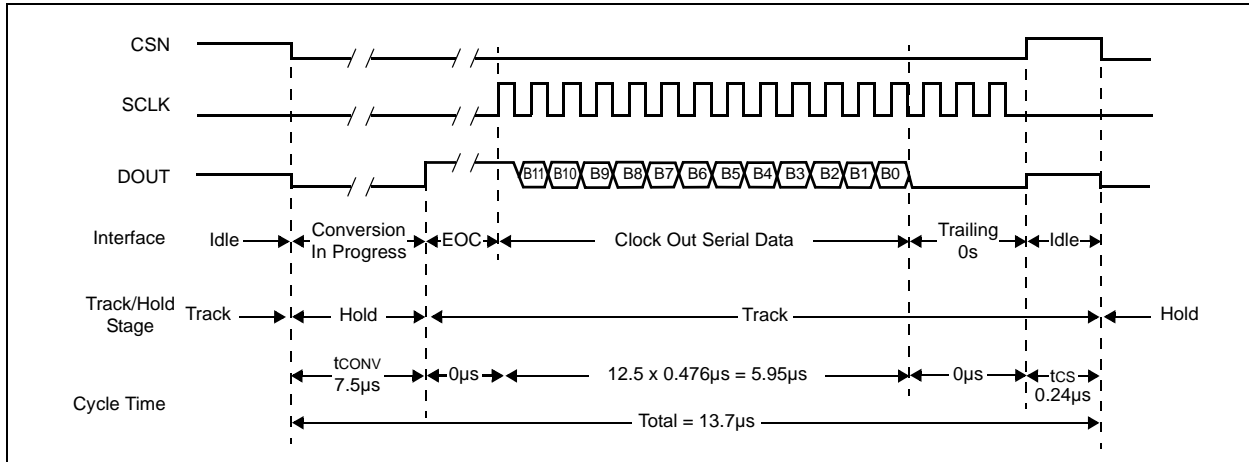 CSN
SCLK
DOUT
B11 B10 B9 B8 B7 B6 B5 B4 B3 B2 B1 B0
Interface Idle Conversion In Progress EOC Clock Out Serial Data Trailing 0s Idle
Track/Hold Stage Track Hold Track Hold
Cycle Time
tCONV 7.5µs 0µs 12.5 x 0.476µs = 5.95µs 0µs tCS 0.24µs
Total = 13.7µs